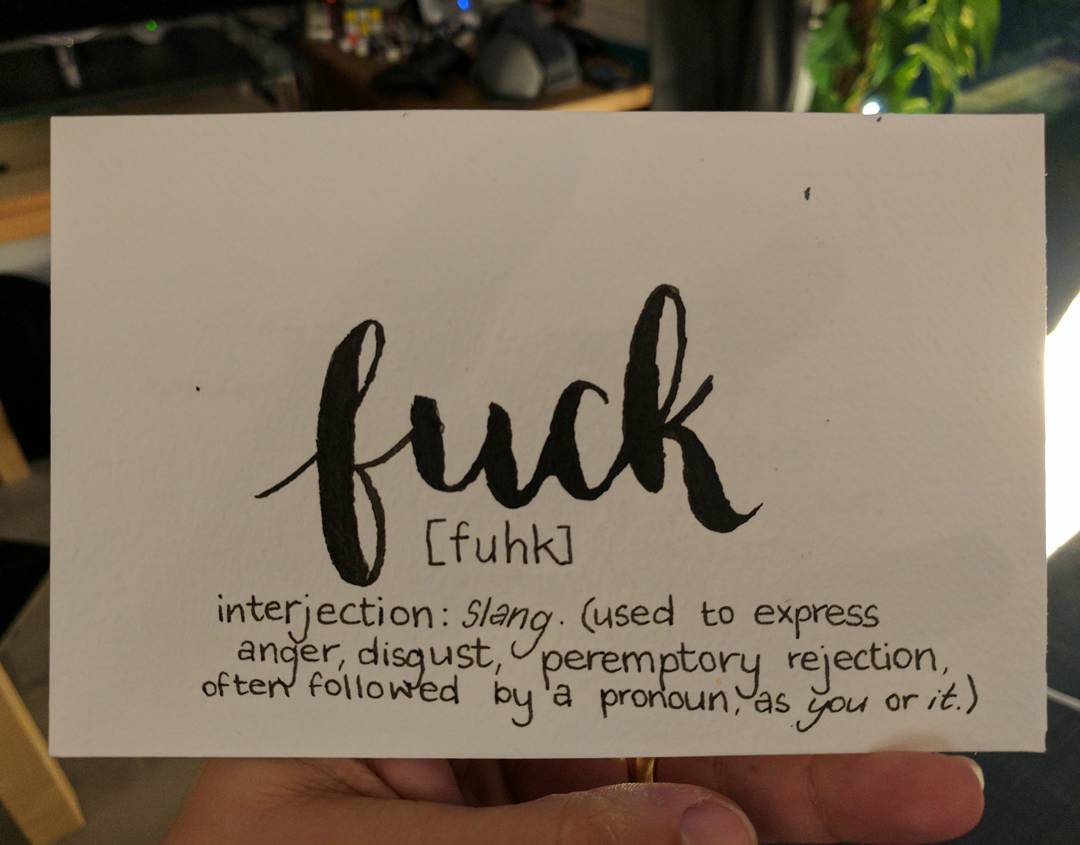 fuck
[fuhk]
interjection: slang. (used to express
anger, disgust, peremptory rejection,
often followed by a pronoun, as you or it.)